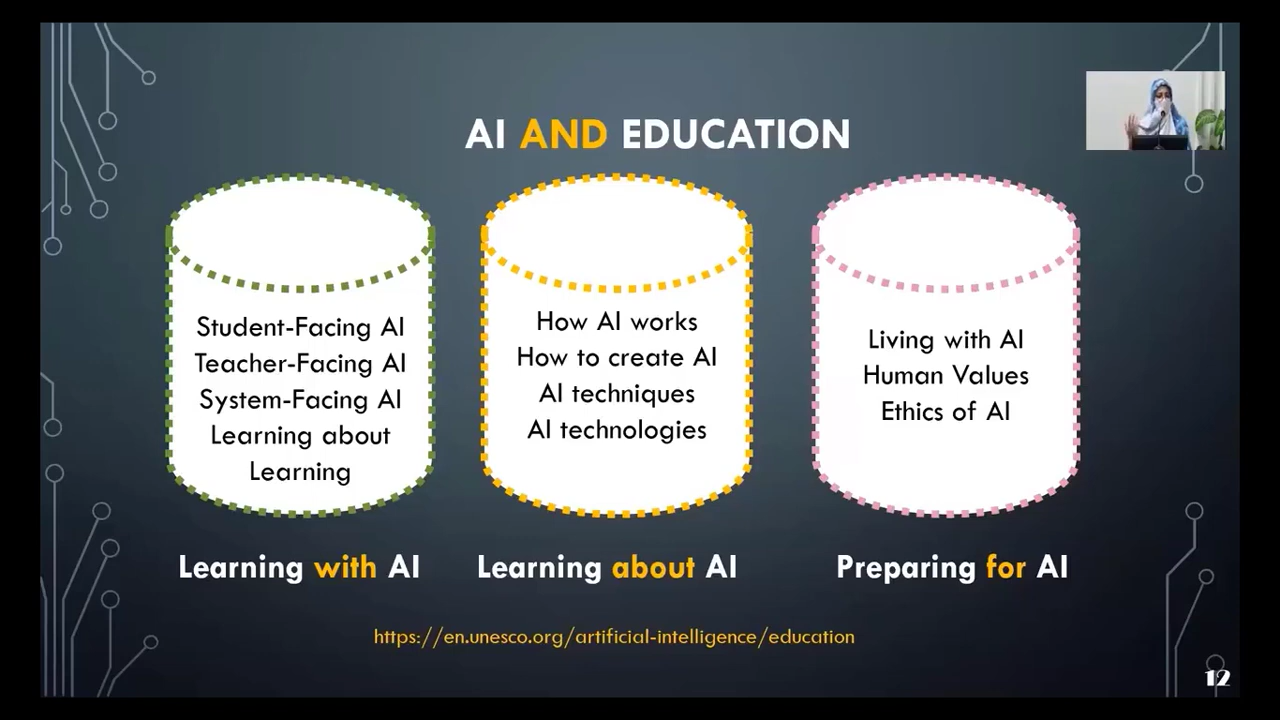 AI AND EDUCATION
Student-Facing AI
Teacher-Facing AI
System-Facing AI
Learning about
Learning
How AI works
How to create AI
AI techniques
AI technologies
Living with AI
Human Values
Ethics of AI
Learning with AI
Learning about AI
Preparing for AI
https://en.unesco.org/artificial-intelligence/education
12